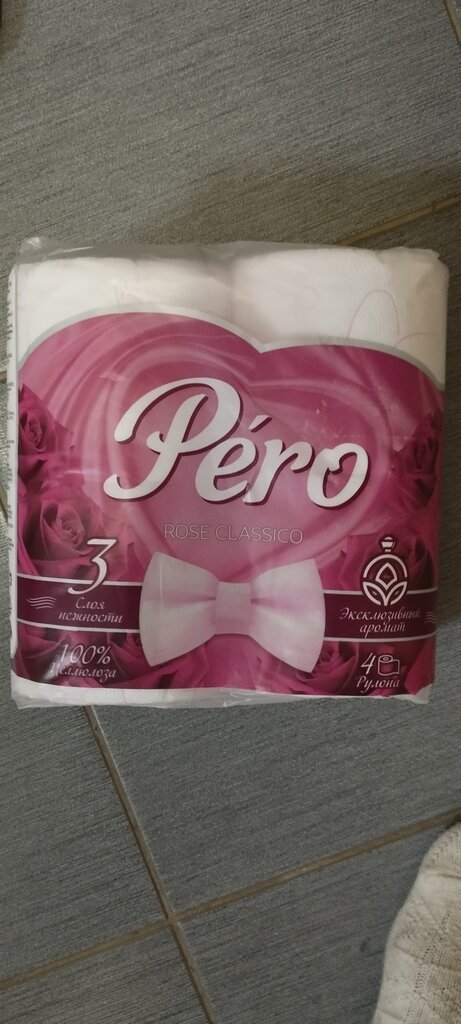 Péro
ROSE CLASSICO
3
Слоя
нежности
100%
Целлюлоза
Эксклюзивный
аромат
4
Рулона